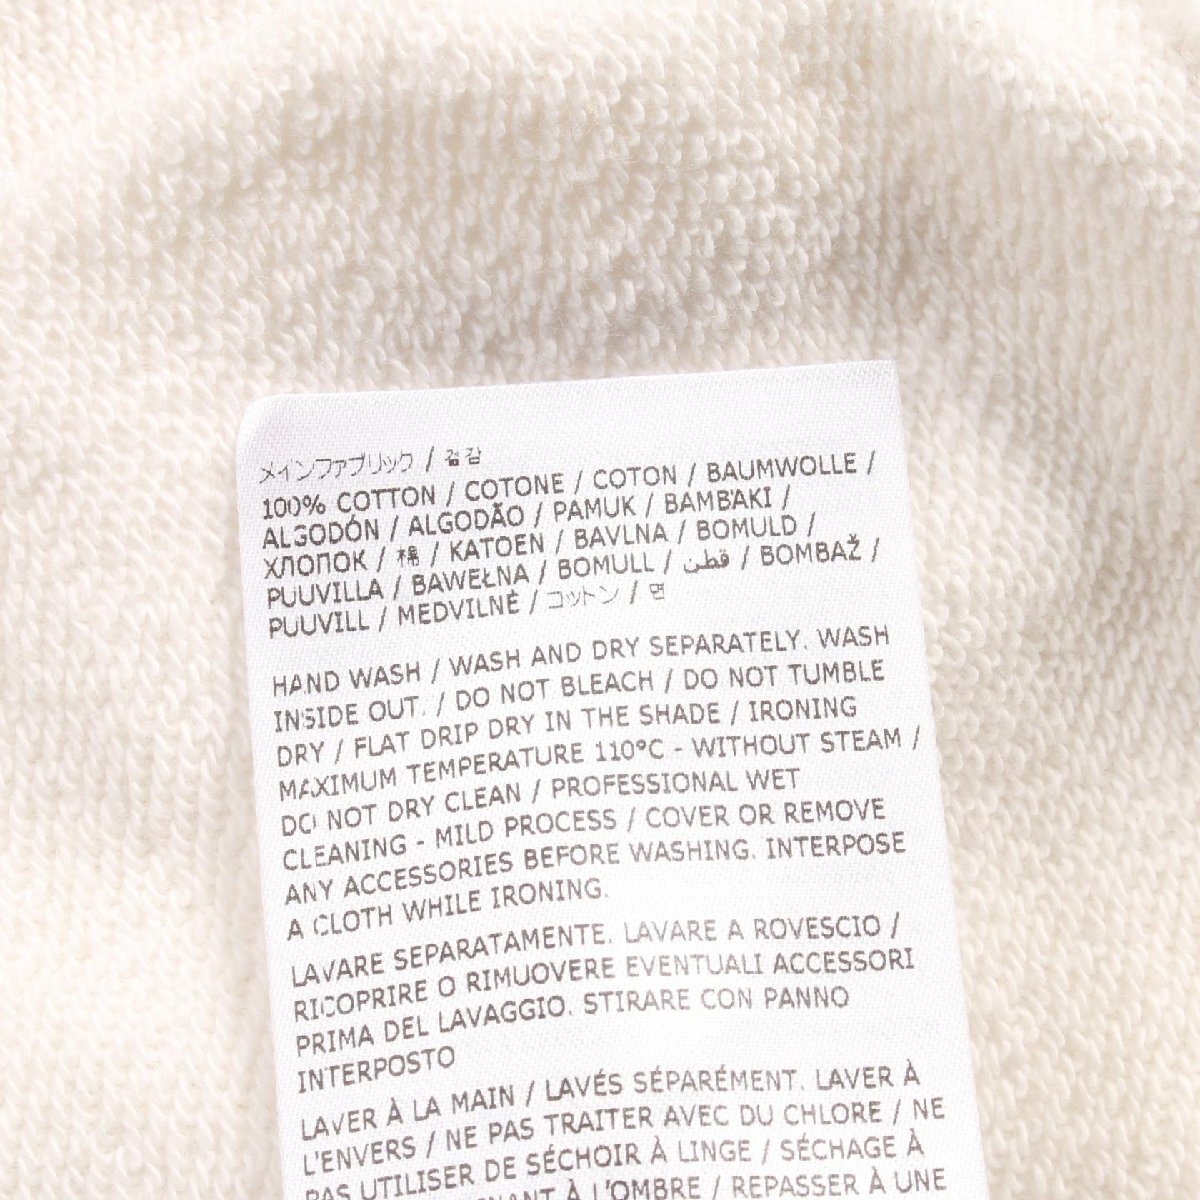 メインファブリック / 겉감
100% COTTON / COTONE / COTON / BAUMWOLLE /
ALGODÓN / ALGODÃO / PAMUK / ΒΑΜΒΆΚΙ /
ХЛОПОК / 棉 / KATOEN / BAVLNA / BOMULD /
PUUVILLA / BAWEŁNA / BOMULL / قطن / BOMBAŽ /
PUUVILL / MEDVILNĖ / コットン / 면
HAND WASH / WASH AND DRY SEPARATELY. WASH
INSIDE OUT. / DO NOT BLEACH / DO NOT TUMBLE
DRY / FLAT DRIP DRY IN THE SHADE / IRONING
MAXIMUM TEMPERATURE 110°C - WITHOUT STEAM /
DO NOT DRY CLEAN / PROFESSIONAL WET
CLEANING - MILD PROCESS / COVER OR REMOVE
ANY ACCESSORIES BEFORE WASHING. INTERPOSE
A CLOTH WHILE IRONING.
LAVARE SEPARATAMENTE. LAVARE A ROVESCIO /
RICOPRIRE O RIMUOVERE EVENTUALI ACCESSORI
PRIMA DEL LAVAGGIO. STIRARE CON PANNO
INTERPOSTO
LAVER À LA MAIN / LAVÉS SÉPARÉMENT. LAVER À
L'ENVERS / NE PAS TRAITER AVEC DU CHLORE / NE
PAS UTILISER DE SÉCHOIR À LINGE / SÉCHAGE À
À L'OMBRE / REPASSER À UNE